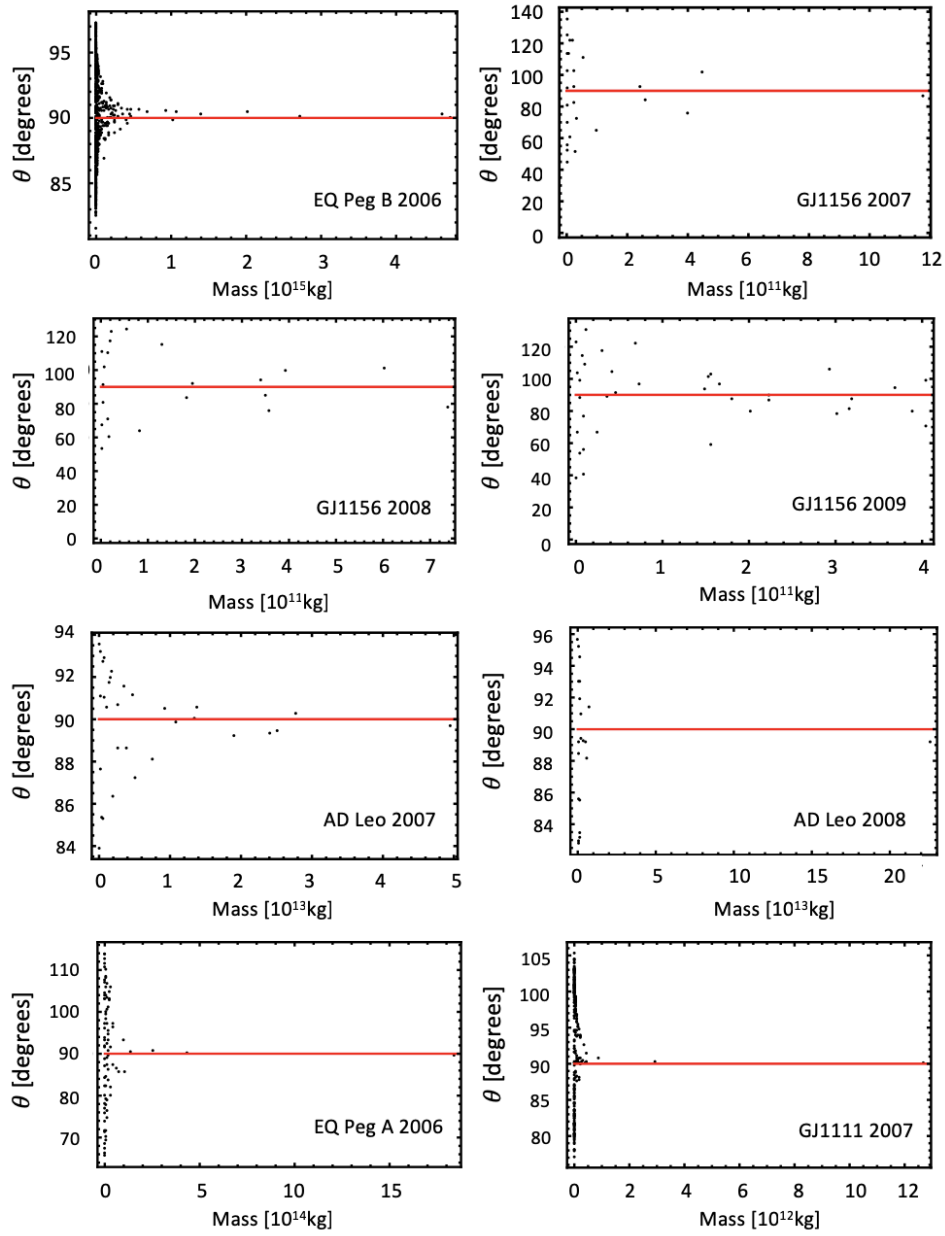 95
90
85
θ [degrees]
EQ Peg B 2006
0 1 2 3 4
Mass [10¹⁵kg]
140
120
100
80
60
40
20
0
θ [degrees]
GJ1156 2007
0 2 4 6 8 10 12
Mass [10¹¹kg]
120
100
80
60
40
20
0
θ [degrees]
GJ1156 2008
0 1 2 3 4 5 6 7
Mass [10¹¹kg]
120
100
80
60
40
20
0
θ [degrees]
GJ1156 2009
0 1 2 3 4
Mass [10¹¹kg]
94
92
90
88
86
84
θ [degrees]
AD Leo 2007
0 1 2 3 4 5
Mass [10¹³kg]
96
94
92
90
88
86
84
θ [degrees]
AD Leo 2008
0 5 10 15 20
Mass [10¹³kg]
110
100
90
80
70
θ [degrees]
EQ Peg A 2006
0 5 10 15
Mass [10¹⁴kg]
105
100
95
90
85
80
θ [degrees]
GJ1111 2007
0 2 4 6 8 10 12
Mass [10¹²kg]